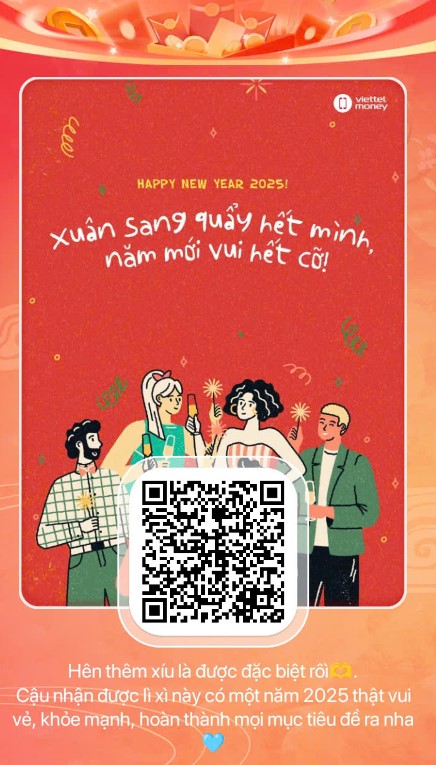 viettel
money
HAPPY NEW YEAR 2025!
xuân sang quẩy hết mình,
năm mới vui hết cỡ!
Hên thêm xíu là được đặc biệt rồi🫶.
Cậu nhận được lì xì này có một năm 2025 thật vui
vẻ, khỏe mạnh, hoàn thành mọi mục tiêu đề ra nha
🩵